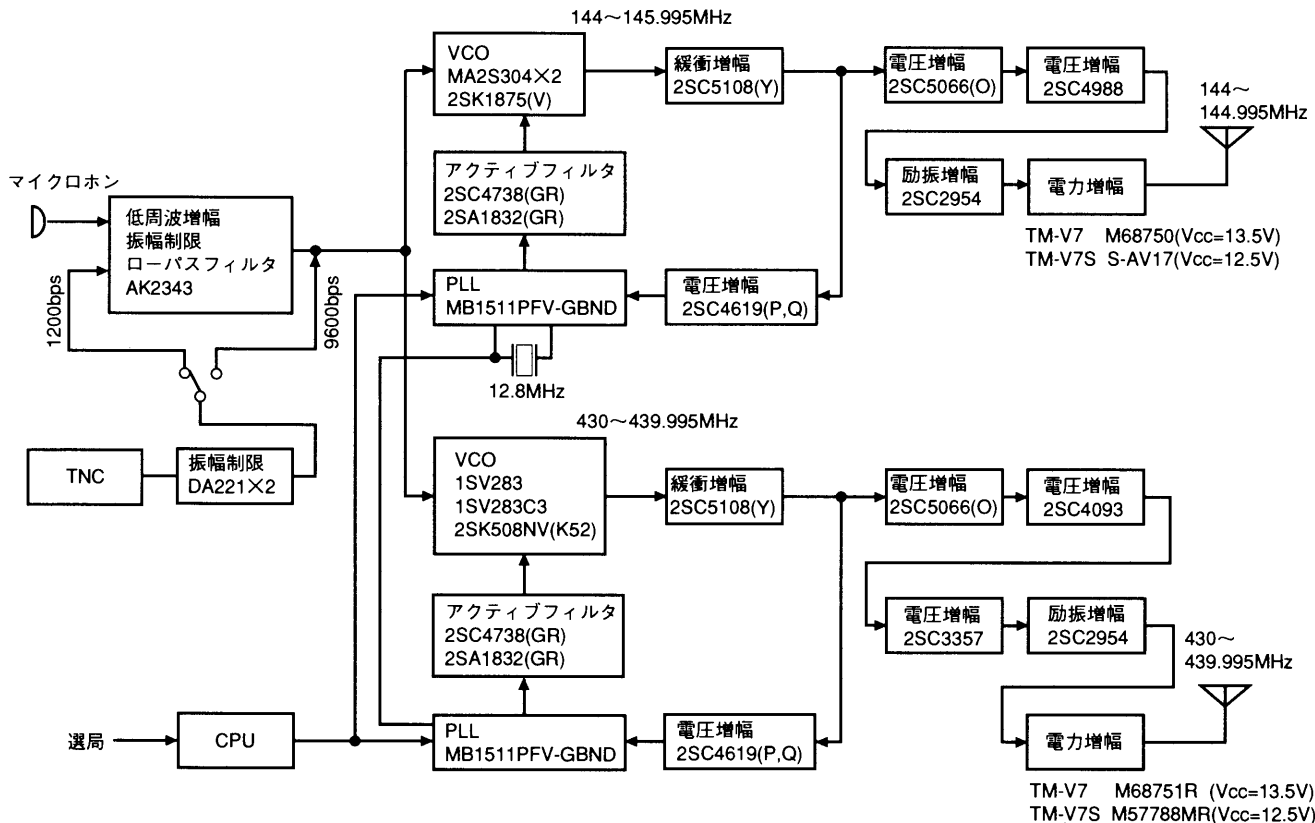 144～145.995MHz
VCO
MA2S304×2
2SK1875(V)
緩衝増幅
2SC5108(Y)
電圧増幅
2SC5066(O)
電圧増幅
2SC4988
144～
144.995MHz
アクティブフィルタ
2SC4738(GR)
2SA1832(GR)
励振増幅
2SC2954
電力増幅
TM-V7 M68750(Vcc=13.5V)
TM-V7S S-AV17(Vcc=12.5V)
マイクロホン
低周波増幅
振幅制限
ローパスフィルタ
AK2343
1200bps
9600bps
PLL
MB1511PFV-GBND
電圧増幅
2SC4619(P,Q)
12.8MHz
TNC
振幅制限
DA221×2
430～439.995MHz
VCO
1SV283
1SV283C3
2SK508NV(K52)
緩衝増幅
2SC5108(Y)
電圧増幅
2SC5066(O)
電圧増幅
2SC4093
アクティブフィルタ
2SC4738(GR)
2SA1832(GR)
電圧増幅
2SC3357
励振増幅
2SC2954
430～
439.995MHz
選局
CPU
PLL
MB1511PFV-GBND
電圧増幅
2SC4619(P,Q)
電力増幅
TM-V7 M68751R (Vcc=13.5V)
TM-V7S M57788MR(Vcc=12.5V)